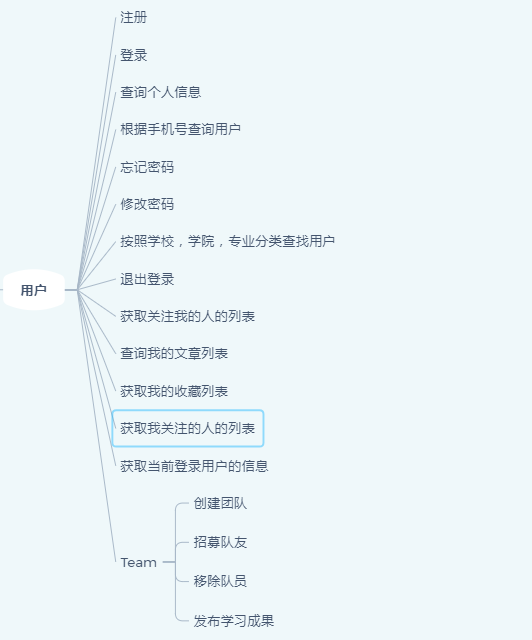 注册
登录
查询个人信息
根据手机号查询用户
忘记密码
修改密码
按照学校，学院，专业分类查找用户
退出登录
用户
获取关注我的人的列表
查询我的文章列表
获取我的收藏列表
获取我关注的人的列表
获取当前登录用户的信息
创建团队
招募队友
Team
移除队员
发布学习成果